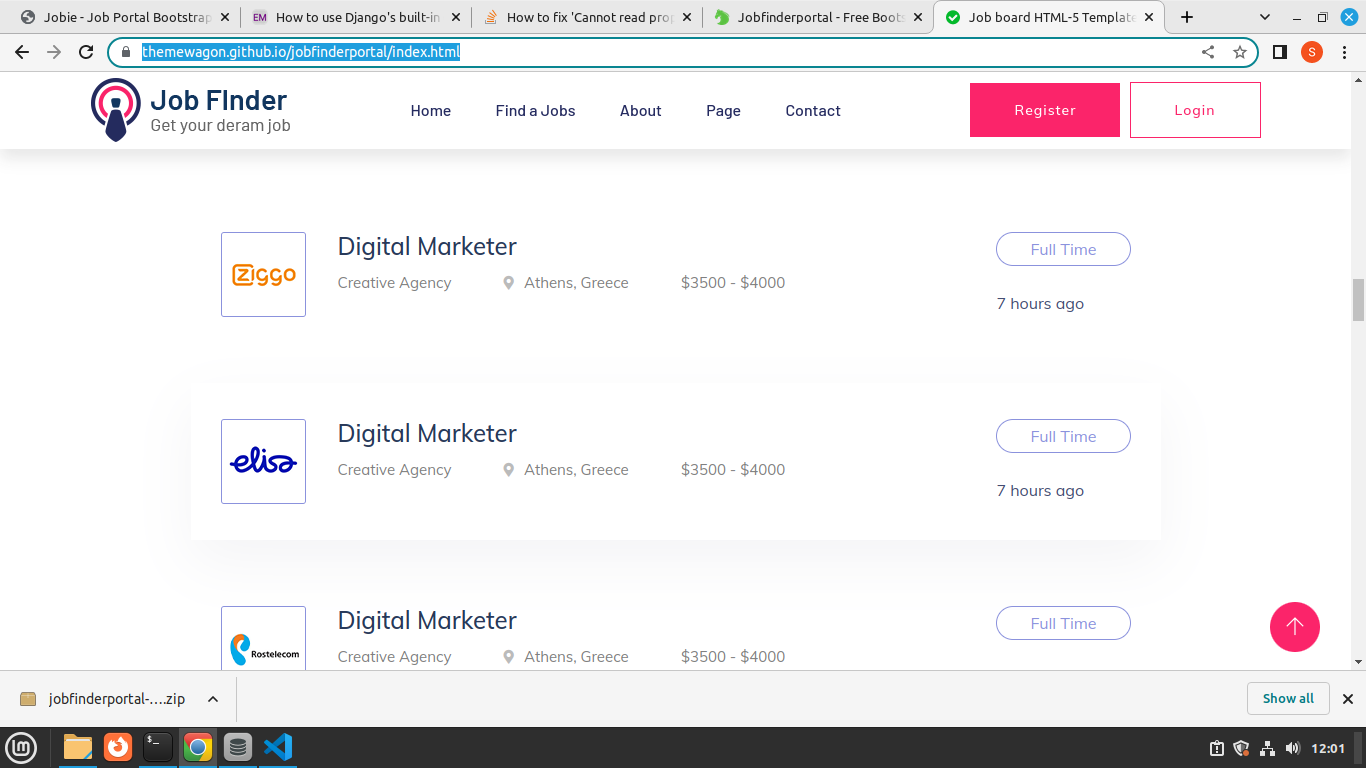 Jobie - Job Portal Bootstrap
How to use Django's built-in
How to fix 'Cannot read prop
Jobfinderportal - Free Boots
Job board HTML-5 Template
themewagon.github.io/jobfinderportal/index.html
S
Job FInder
Get your deram job
Home
Find a Jobs
About
Page
Contact
Register
Login
ziggo
Digital Marketer
Creative Agency
Athens, Greece
$3500 - $4000
Full Time
7 hours ago
elisa
Digital Marketer
Creative Agency
Athens, Greece
$3500 - $4000
Full Time
7 hours ago
Rostelecom
Digital Marketer
Creative Agency
Athens, Greece
$3500 - $4000
Full Time
jobfinderportal-....zip
Show all
12:01